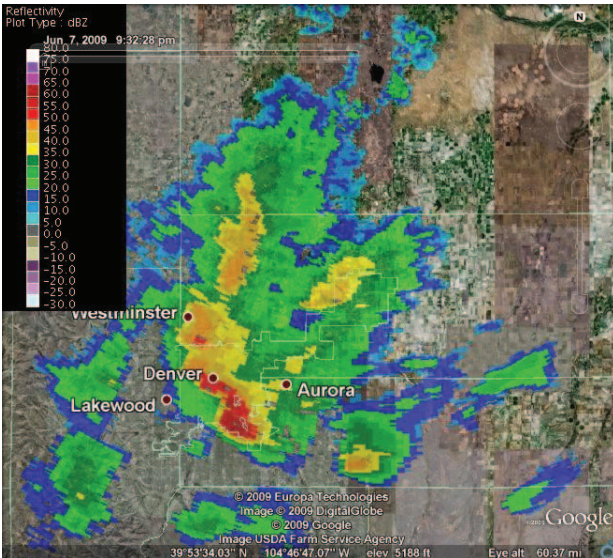 Reflectivity
Plot Type : dBZ
Jun 7, 2009   9:32:28 pm
N
80.0
75.0
70.0
65.0
60.0
55.0
50.0
45.0
40.0
35.0
30.0
25.0
20.0
15.0
10.0
5.0
0.0
-5.0
-10.0
-15.0
-20.0
-25.0
-30.0
Westminster
Denver
Aurora
Lakewood
© 2009 Europa Technologies
Image © 2009 DigitalGlobe
© 2009 Google
Image USDA Farm Service Agency
Google
39°53'34.03" N   104°46'47.07" W   elev 5188 ft   Eye alt 60.37 mi